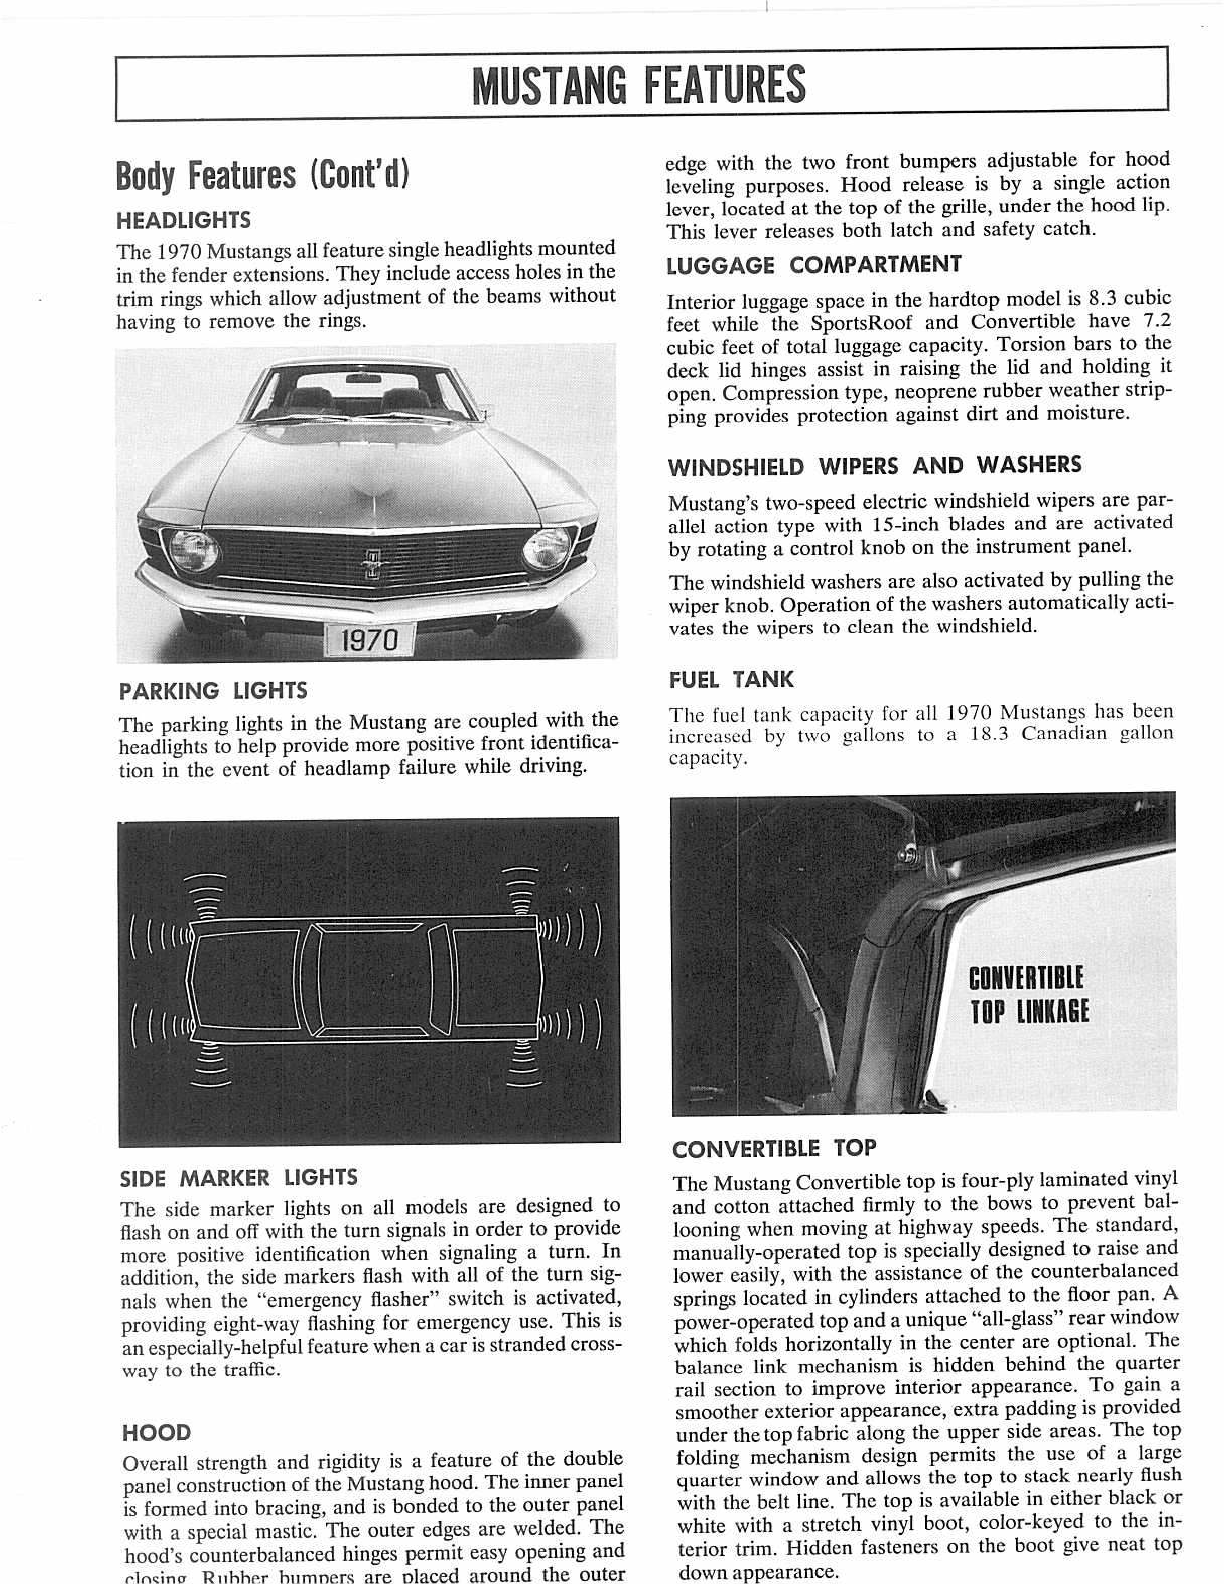 MUSTANG FEATURES
Body Features (Cont'd)
HEADLIGHTS
The 1970 Mustangs all feature single headlights mounted
in the fender extensions. They include access holes in the
trim rings which allow adjustment of the beams without
having to remove the rings.
1970
PARKING LIGHTS
The parking lights in the Mustang are coupled with the
headlights to help provide more positive front identifica-
tion in the event of headlamp failure while driving.
SIDE MARKER LIGHTS
The side marker lights on all models are designed to
flash on and off with the turn signals in order to provide
more positive identification when signaling a turn. In
addition, the side markers flash with all of the turn sig-
nals when the "emergency flasher" switch is activated,
providing eight-way flashing for emergency use. This is
an especially-helpful feature when a car is stranded cross-
way to the traffic.
HOOD
Overall strength and rigidity is a feature of the double
panel construction of the Mustang hood. The inner panel
is formed into bracing, and is bonded to the outer panel
with a special mastic. The outer edges are welded. The
hood's counterbalanced hinges permit easy opening and
closing. Rubber bumpers are placed around the outer
edge with the two front bumpers adjustable for hood
leveling purposes. Hood release is by a single action
lever, located at the top of the grille, under the hood lip.
This lever releases both latch and safety catch.
LUGGAGE COMPARTMENT
Interior luggage space in the hardtop model is 8.3 cubic
feet while the SportsRoof and Convertible have 7.2
cubic feet of total luggage capacity. Torsion bars to the
deck lid hinges assist in raising the lid and holding it
open. Compression type, neoprene rubber weather strip-
ping provides protection against dirt and moisture.
WINDSHIELD WIPERS AND WASHERS
Mustang's two-speed electric windshield wipers are par-
allel action type with 15-inch blades and are activated
by rotating a control knob on the instrument panel.
The windshield washers are also activated by pulling the
wiper knob. Operation of the washers automatically acti-
vates the wipers to clean the windshield.
FUEL TANK
The fuel tank capacity for all 1970 Mustangs has been
increased by two gallons to a 18.3 Canadian gallon
capacity.
CONVERTIBLE
TOP LINKAGE
CONVERTIBLE TOP
The Mustang Convertible top is four-ply laminated vinyl
and cotton attached firmly to the bows to prevent bal-
looning when moving at highway speeds. The standard,
manually-operated top is specially designed to raise and
lower easily, with the assistance of the counterbalanced
springs located in cylinders attached to the floor pan. A
power-operated top and a unique "all-glass" rear window
which folds horizontally in the center are optional. The
balance link mechanism is hidden behind the quarter
rail section to improve interior appearance. To gain a
smoother exterior appearance, extra padding is provided
under the top fabric along the upper side areas. The top
folding mechanism design permits the use of a large
quarter window and allows the top to stack nearly flush
with the belt line. The top is available in either black or
white with a stretch vinyl boot, color-keyed to the in-
terior trim. Hidden fasteners on the boot give neat top
down appearance.